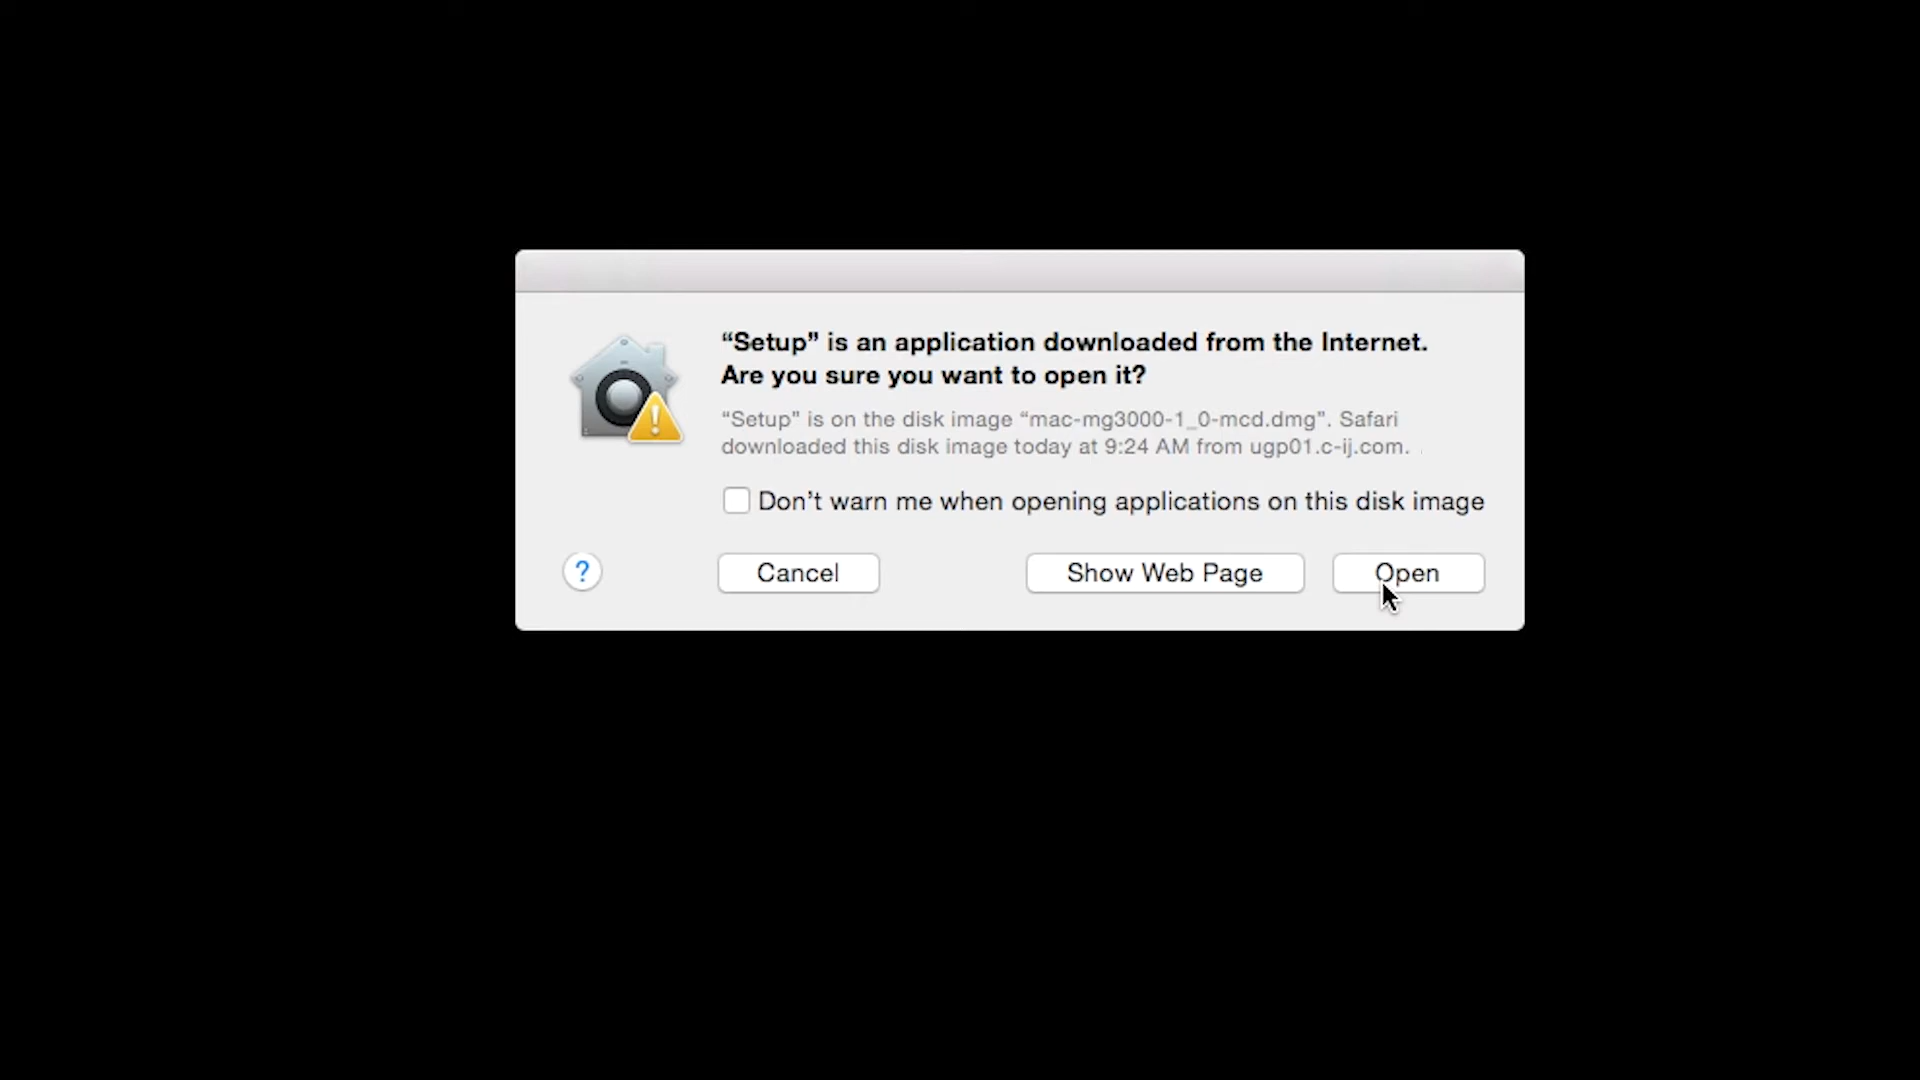 “Setup” is an application downloaded from the Internet.
Are you sure you want to open it?
“Setup” is on the disk image “mac-mg3000-1_0-mcd.dmg”. Safari
downloaded this disk image today at 9:24 AM from ugp01.c-ij.com.
Don’t warn me when opening applications on this disk image
? Cancel Show Web Page Open